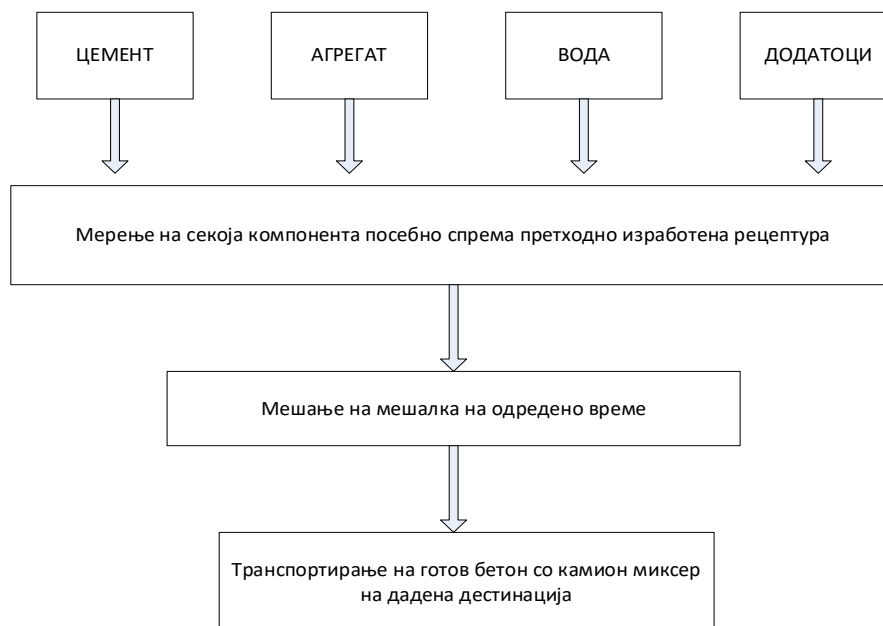 ЦЕМЕНТ
АГРЕГАТ
ВОДА
ДОДАТОЦИ
Мерење на секоја компонента посебно спрема претходно изработена рецептура
Мешање на мешалка на одредено време
Транспортирање на готов бетон со камион миксер
на дадена дестинација